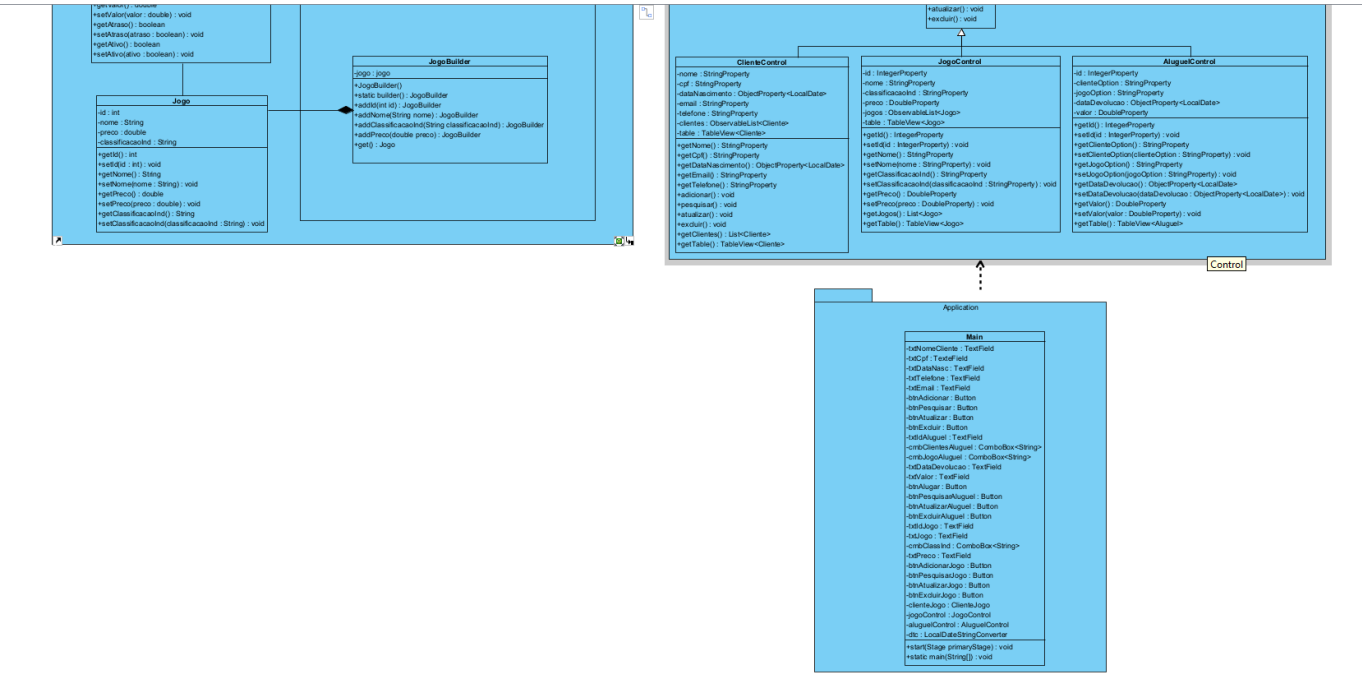 +getValor() : double
+setValor(valor : double) : void
+getAtraso() : boolean
+setAtraso(atraso : boolean) : void
+getAtivo() : boolean
+setAtivo(ativo : boolean) : void
JogoBuilder
-jogo : jogo
+JogoBuilder()
+static builder() : JogoBuilder
+addId(int id) : JogoBuilder
+addNome(String nome) : JogoBuilder
+addClassificacaoInd(String classificacaoInd) : JogoBuilder
+addPreco(double preco) : JogoBuilder
+get() : Jogo
Jogo
-id : int
-nome : String
-preco : double
-classificacaoInd : String
+getId() : int
+setId(id : int) : void
+getNome() : String
+setNome(nome : String) : void
+getPreco() : double
+setPreco(preco : double) : void
+getClassificacaoInd() : String
+setClassificacaoInd(classificacaoInd : String) : void
+atualizar() : void
+excluir() : void
ClienteControl
-nome : StringProperty
-cpf : StringProperty
-dataNascimento : ObjectProperty<LocalDate>
-email : StringProperty
-telefone : StringProperty
-clientes : ObservableList<Cliente>
-table : TableView<Cliente>
+getNome() : StringProperty
+getCpf() : StringProperty
+getDataNascimento() : ObjectProperty<LocalDate>
+getEmail() : StringProperty
+getTelefone() : StringProperty
+adicionar() : void
+pesquisar() : void
+atualizar() : void
+excluir() : void
+getClientes() : List<Cliente>
+getTable() : TableView<Cliente>
JogoControl
-id : IntegerProperty
-nome : StringProperty
-classificacaoInd : StringProperty
-preco : DoubleProperty
-jogos : ObservableList<Jogo>
-table : TableView<Jogo>
+getId() : IntegerProperty
+setId(id : IntegerProperty) : void
+getNome() : StringProperty
+setNome(nome : StringProperty) : void
+getClassificacaoInd() : StringProperty
+setClassificacaoInd(classificacaoInd : StringProperty) : void
+getPreco() : DoubleProperty
+setPreco(preco : DoubleProperty) : void
+getJogos() : List<Jogo>
+getTable() : TableView<Jogo>
AluguelControl
-id : IntegerProperty
-clienteOption : StringProperty
-jogoOption : StringProperty
-dataDevolucao : ObjectProperty<LocalDate>
-valor : DoubleProperty
+getId() : IntegerProperty
+setId(id : IntegerProperty) : void
+getClienteOption() : StringProperty
+setClienteOption(clienteOption : StringProperty) : void
+getJogoOption() : StringProperty
+setJogoOption(jogoOption : StringProperty) : void
+getDataDevolucao() : ObjectProperty<LocalDate>
+setDataDevolucao(dataDevolucao : ObjectProperty<LocalDate>) : void
+getValor() : DoubleProperty
+setValor(valor : DoubleProperty) : void
+getTable() : TableView<Aluguel>
Control
Application
Main
-txtNomeCliente : TextField
-txtCpf : TexteField
-txtDataNasc : TextField
-txtTelefone : TextField
-txtEmail : TextField
-btnAdicionar : Button
-btnPesquisar : Button
-btnAtualizar : Button
-btnExcluir : Button
-txtIdAluguel : TextField
-cmbClientesAluguel : ComboBox<String>
-cmbJogoAluguel : ComboBox<String>
-txtDataDevolucao : TextField
-txtValor : TextField
-btnAlugar : Button
-btnPesquisarAluguel : Button
-btnAtualizarAluguel : Button
-btnExcluirAluguel : Button
-txtIdJogo : TextField
-txtJogo : TextField
-cmbClassInd : ComboBox<String>
-txtPreco : TextField
-btnAdicionarJogo : Button
-btnPesquisarJogo : Button
-btnAtualizarJogo : Button
-btnExcluirJogo : Button
-clienteJogo : ClienteJogo
-jogoControl : JogoControl
-aluguelControl : AluguelControl
-dtc : LocalDateStringConverter
+start(Stage primaryStage) : void
+static main(String[]) : void